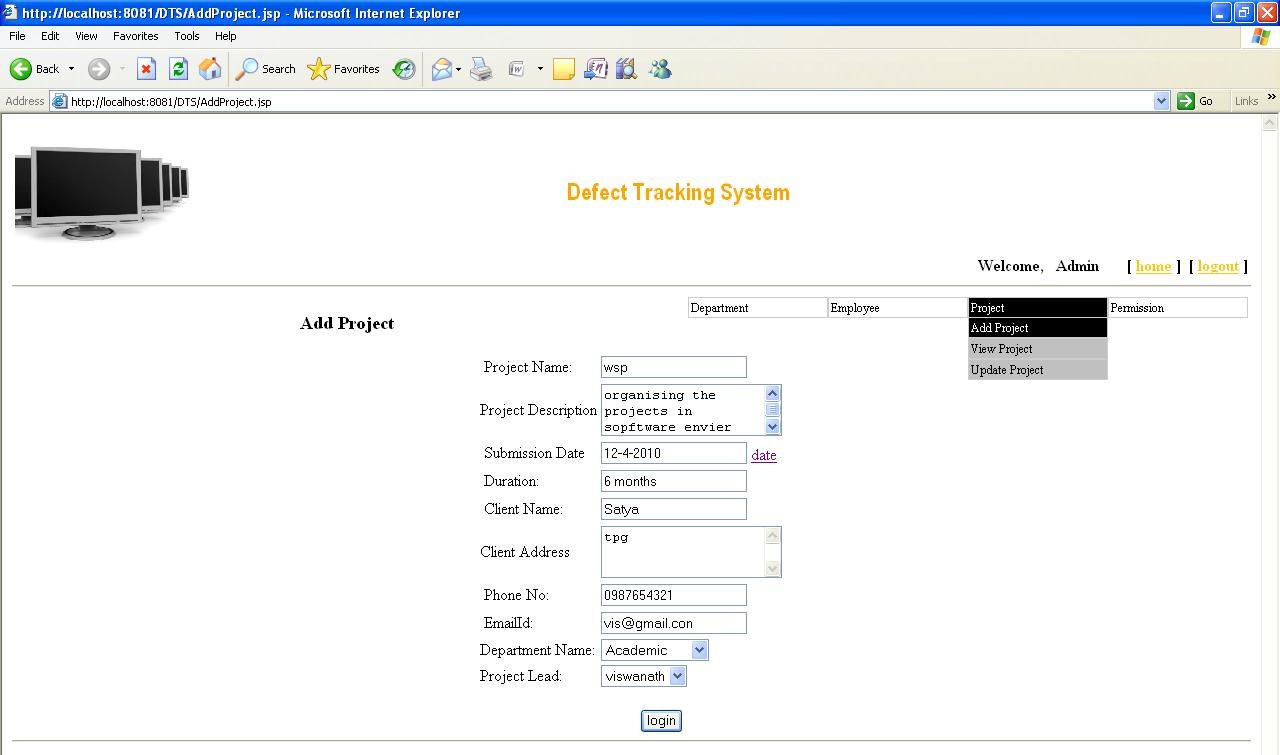 http://localhost:8081/DTS/AddProject.jsp - Microsoft Internet Explorer
File Edit View Favorites Tools Help
Back Search Favorites
Address http://localhost:8081/DTS/AddProject.jsp Go Links »
Defect Tracking System
Welcome, Admin [ home ] [ logout ]
Department Employee Project Permission
Add Project
View Project
Update Project
Add Project
Project Name: wsp
Project Description organising the
projects in
sopftware envier
Submission Date 12-4-2010 date
Duration: 6 months
Client Name: Satya
Client Address tpg
Phone No: 0987654321
EmailId: vis@gmail.con
Department Name: Academic
Project Lead: viswanath
login